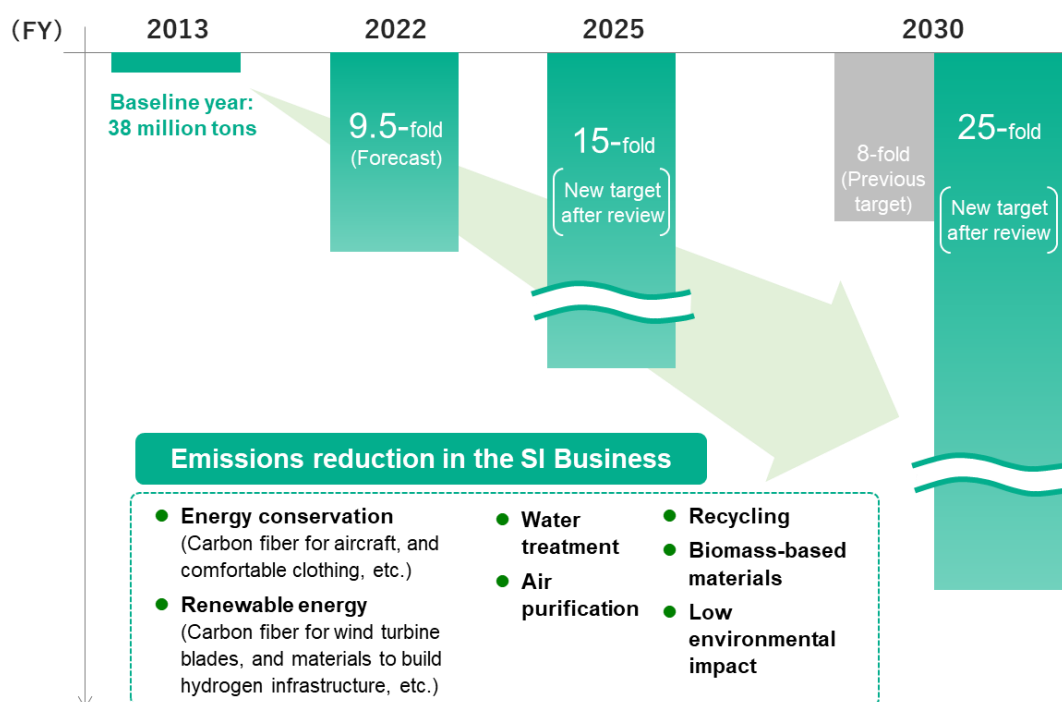 (FY)
2013
2022
2025
2030
Baseline year:
38 million tons
9.5-fold
(Forecast)
15-fold
New target
after review
8-fold
(Previous
target)
25-fold
New target
after review
Emissions reduction in the SI Business
● Energy conservation
(Carbon fiber for aircraft, and
comfortable clothing, etc.)
● Renewable energy
(Carbon fiber for wind turbine
blades, and materials to build
hydrogen infrastructure, etc.)
● Water
treatment
● Air
purification
● Recycling
● Biomass-based
materials
● Low
environmental
impact